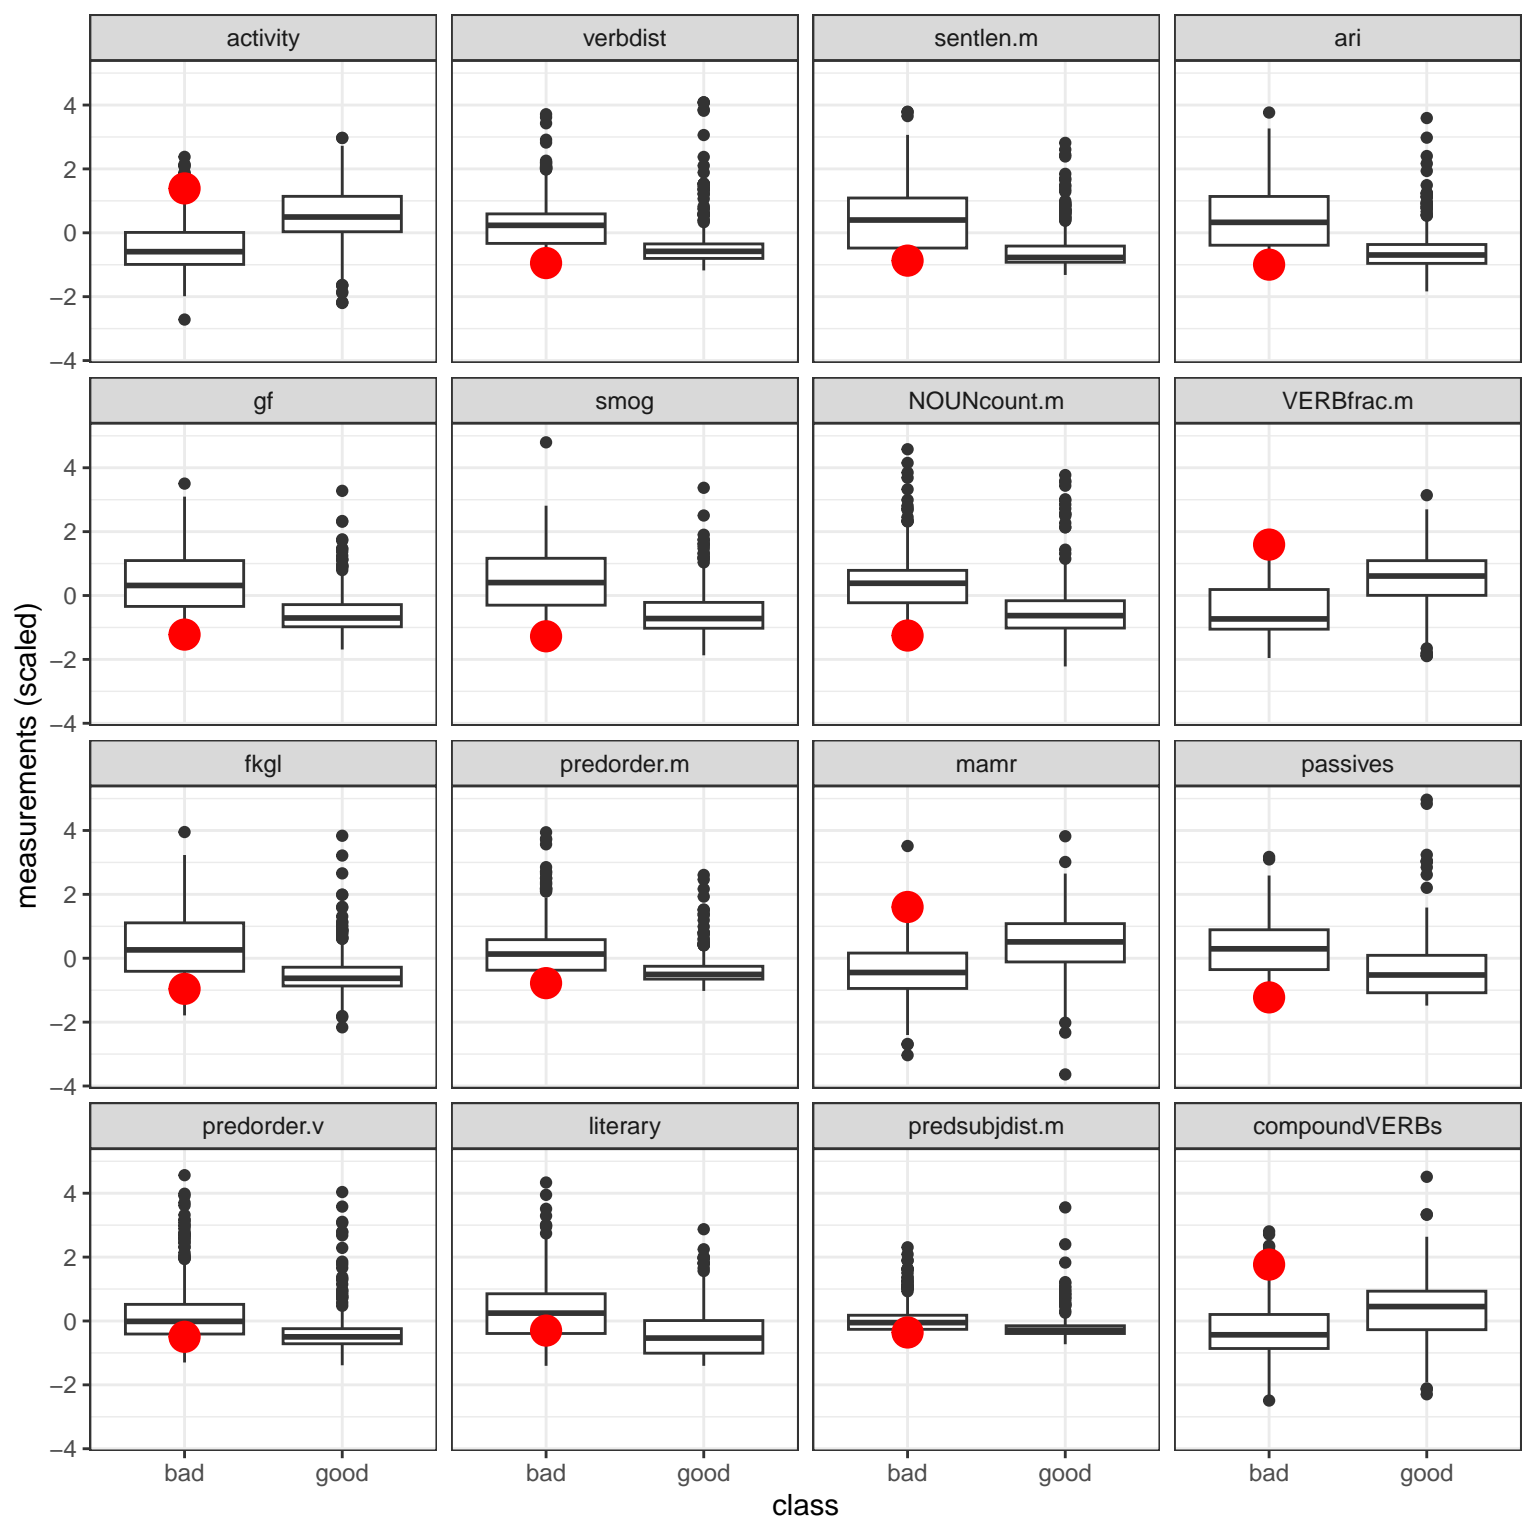 activity verbdist sentlen.m ari
4
2
0
−2
−4
gf smog NOUNcount.m VERBfrac.m
4
2
0
−2
−4
fkgl predorder.m mamr passives
4
2
0
−2
−4
predorder.v literary predsubjdist.m compoundVERBs
4
2
0
−2
−4
bad good bad good bad good bad good
class
measurements (scaled)